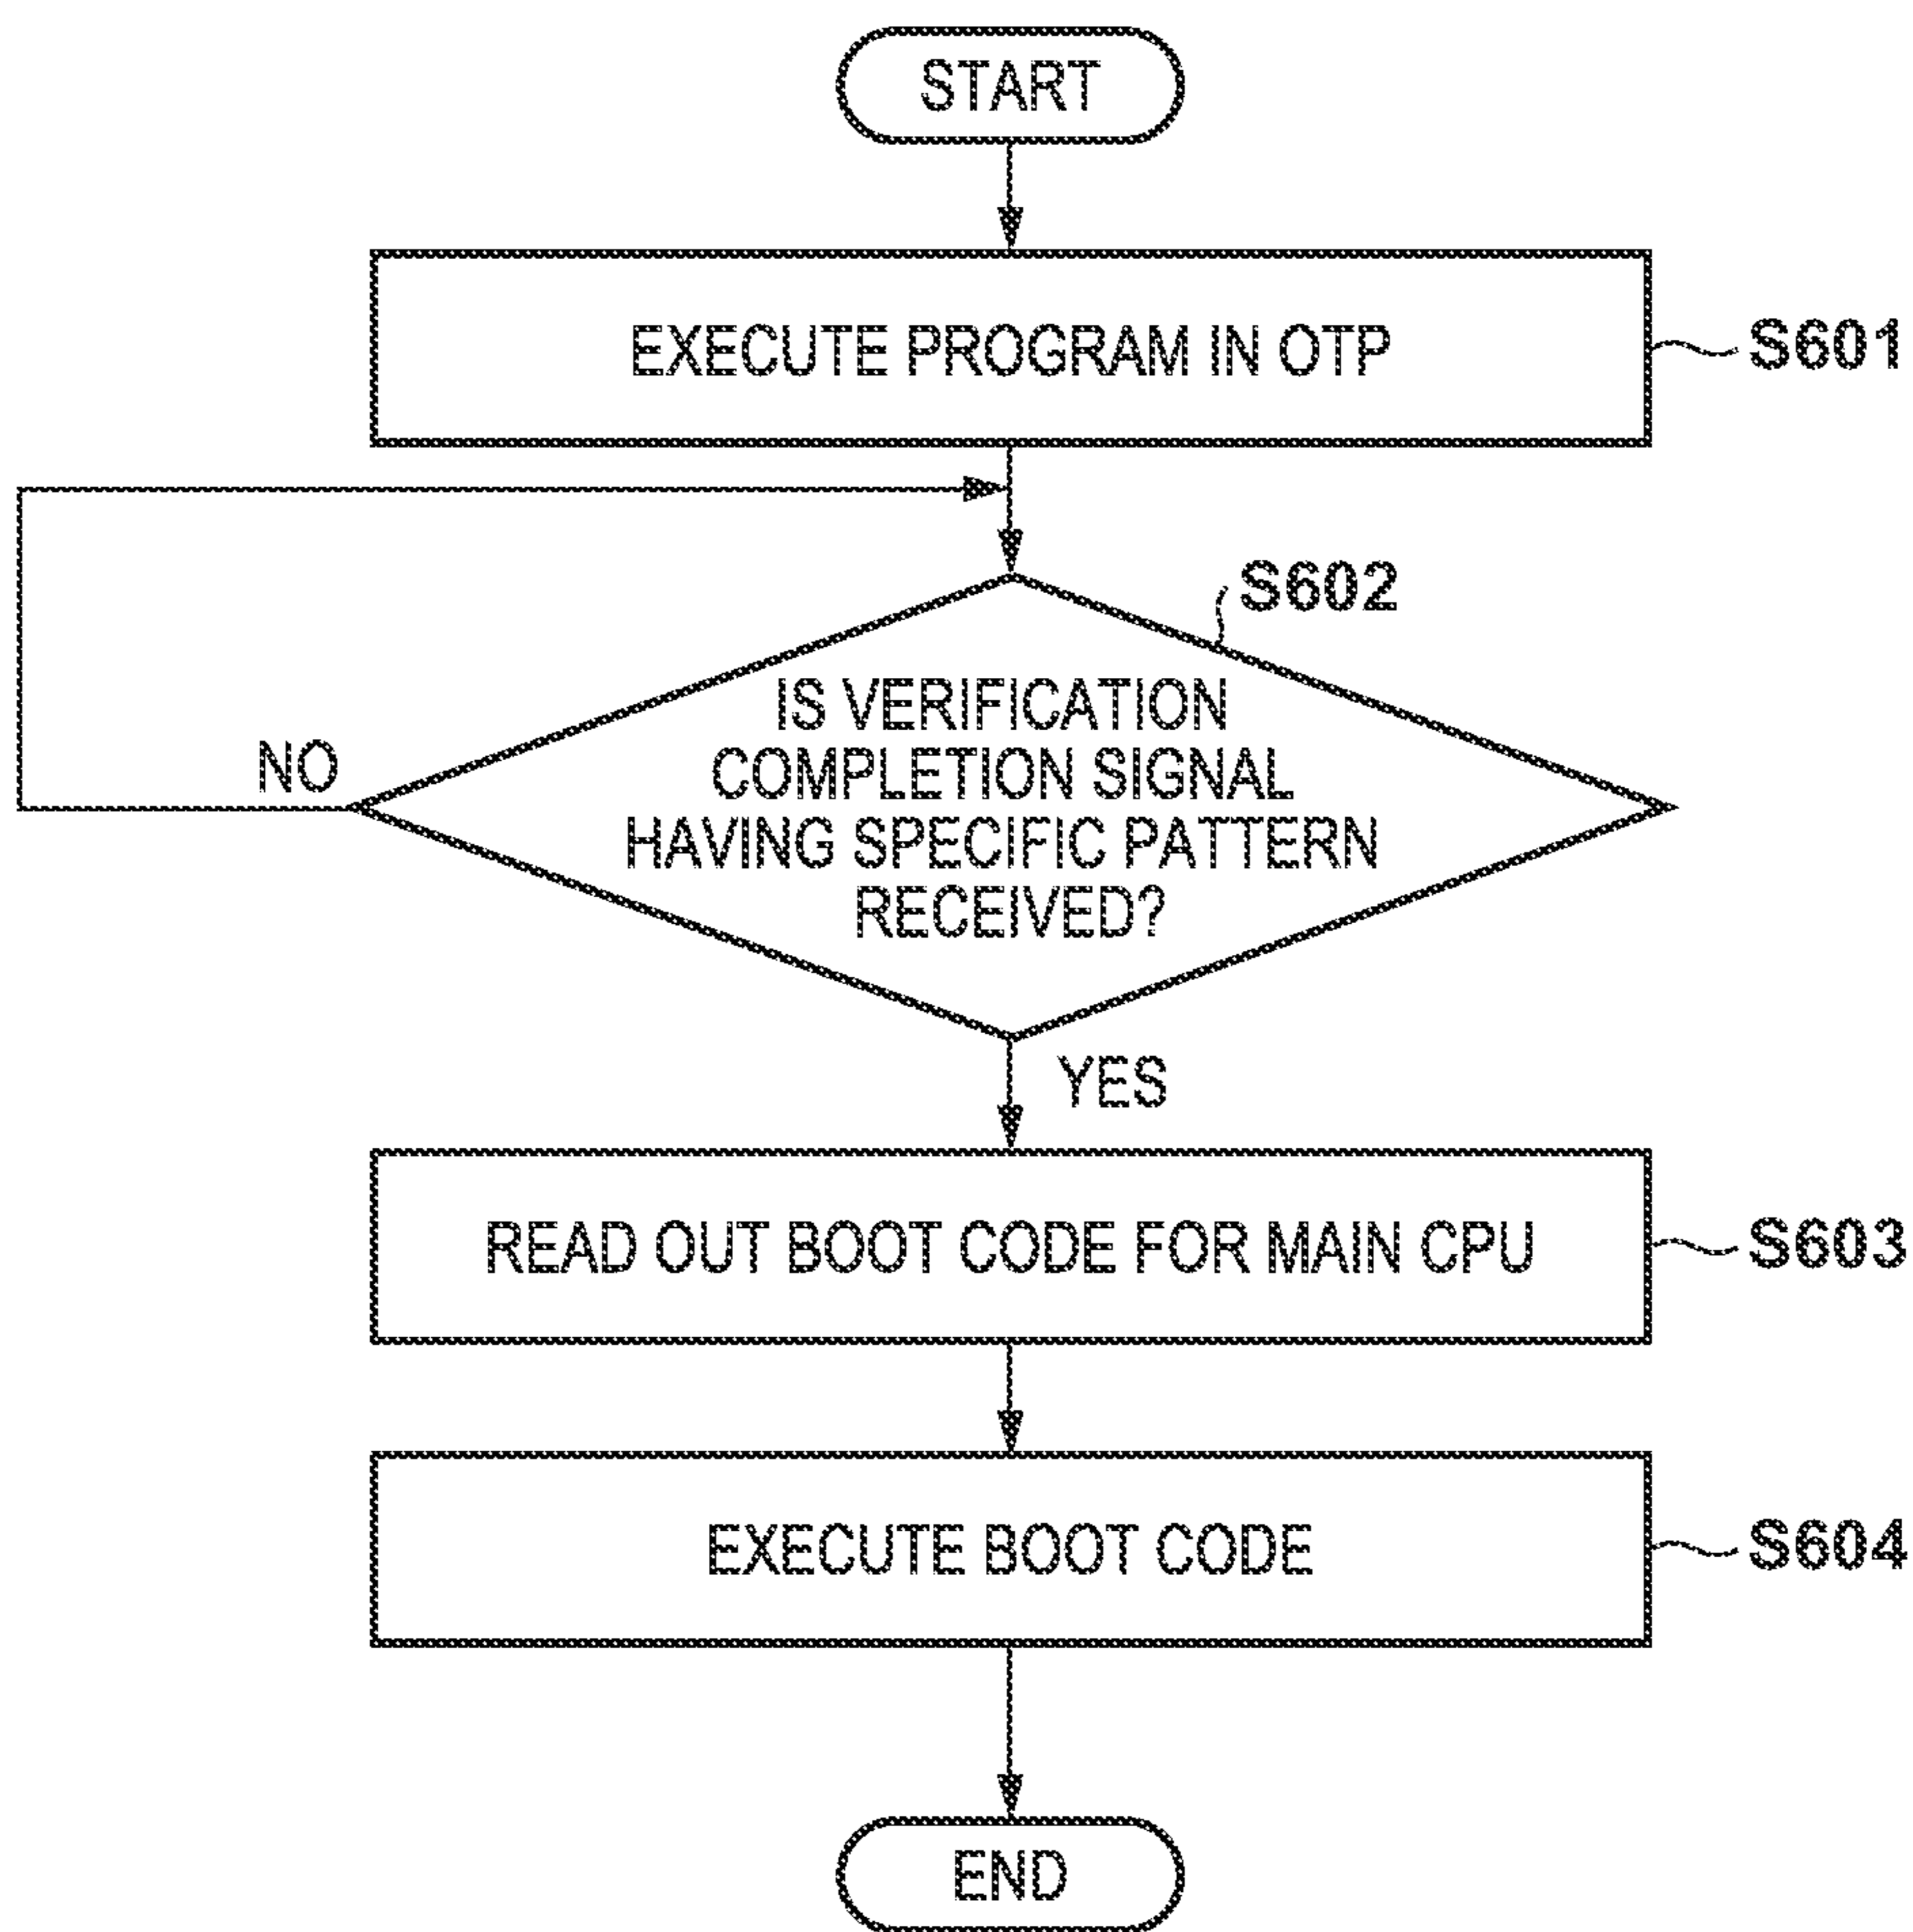 START
EXECUTE PROGRAM IN OTP
S601
S602
IS VERIFICATION
COMPLETION SIGNAL
HAVING SPECIFIC PATTERN
RECEIVED?
NO
YES
READ OUT BOOT CODE FOR MAIN CPU
S603
EXECUTE BOOT CODE
S604
END